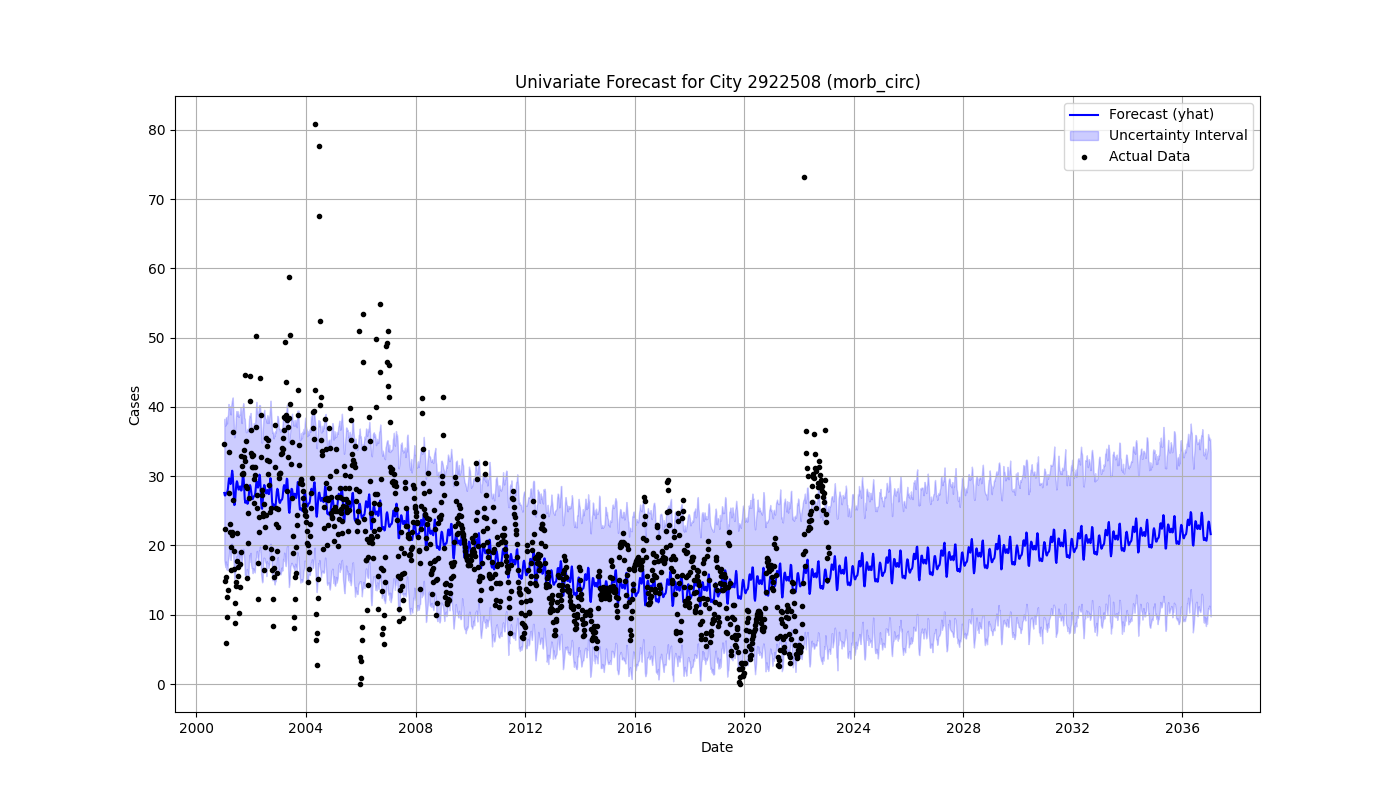 Univariate Forecast for City 2922508 (morb_circ)
Forecast (yhat)
Uncertainty Interval
Actual Data
Cases
80
70
60
50
40
30
20
10
0
2000 2004 2008 2012 2016 2020 2024 2028 2032 2036
Date